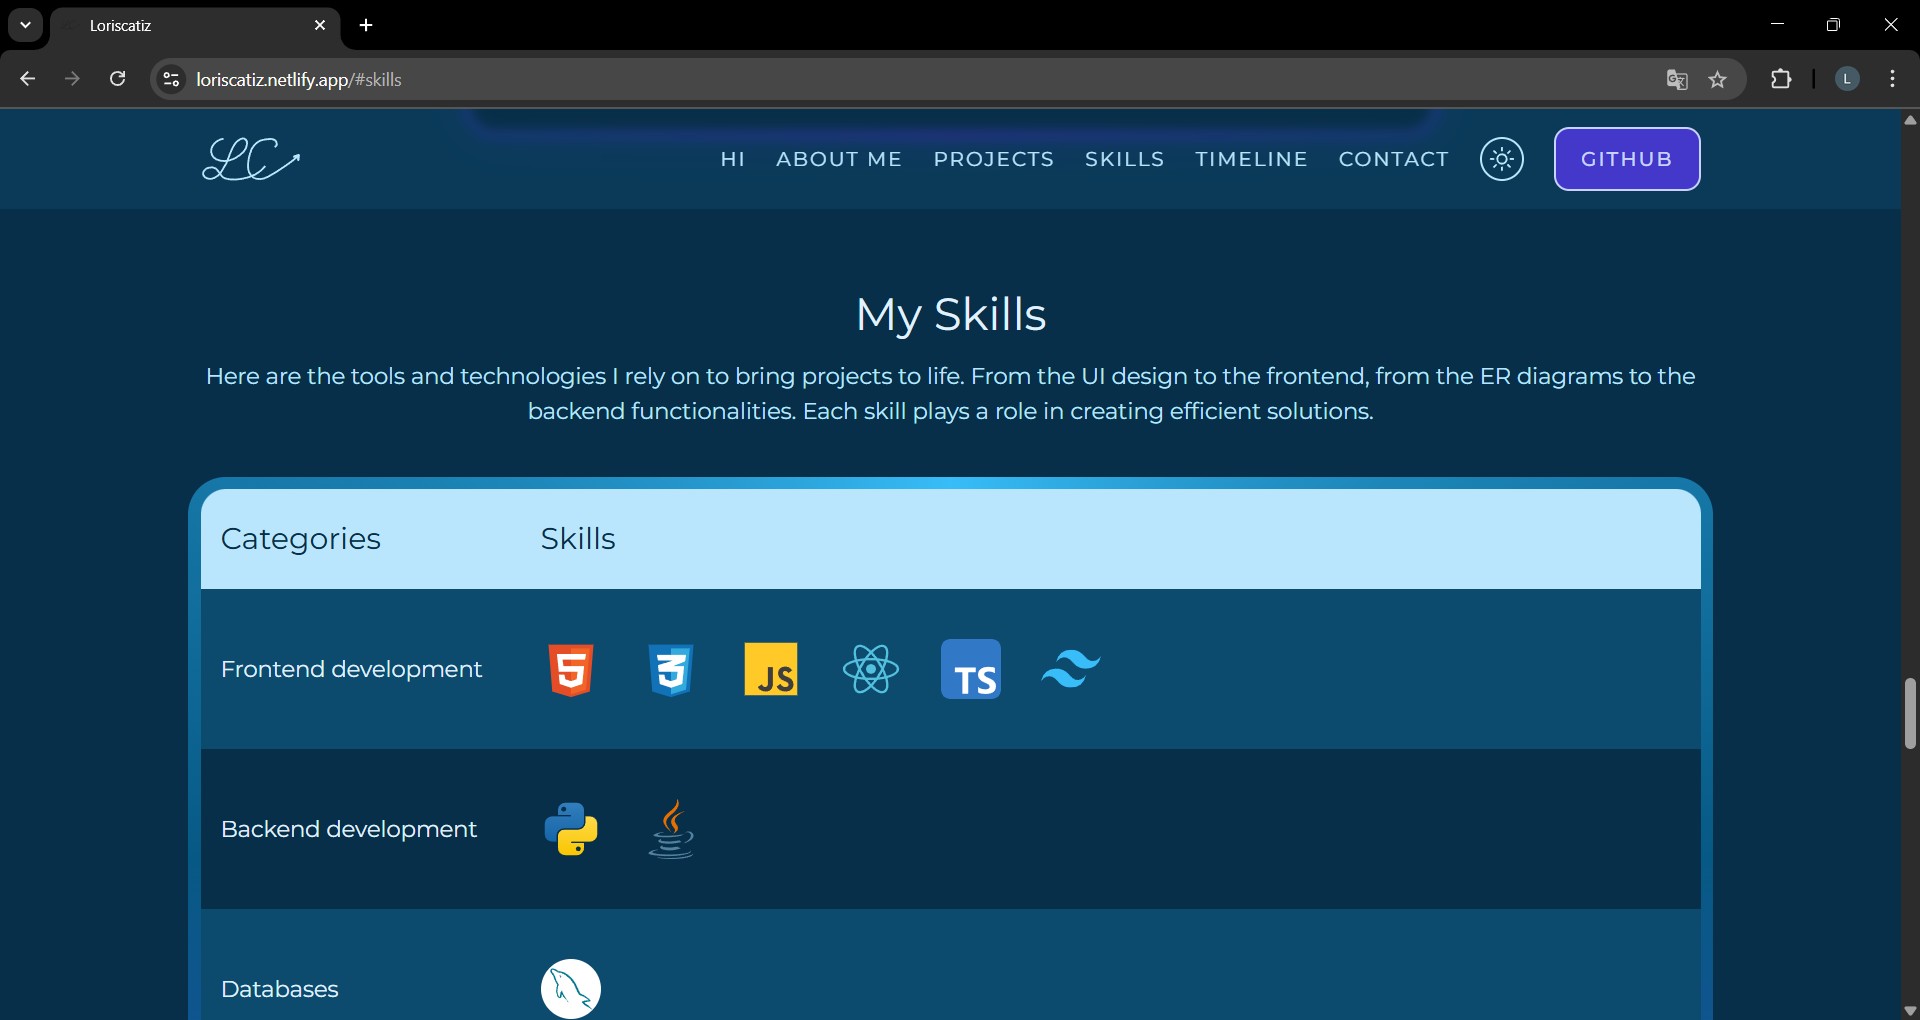 Loriscatiz
loriscatiz.netlify.app/#skills
L
LC
HI ABOUT ME PROJECTS SKILLS TIMELINE CONTACT GITHUB
My Skills
Here are the tools and technologies I rely on to bring projects to life. From the UI design to the frontend, from the ER diagrams to the
backend functionalities. Each skill plays a role in creating efficient solutions.
Categories Skills
Frontend development 5 3 JS TS
Backend development
Databases